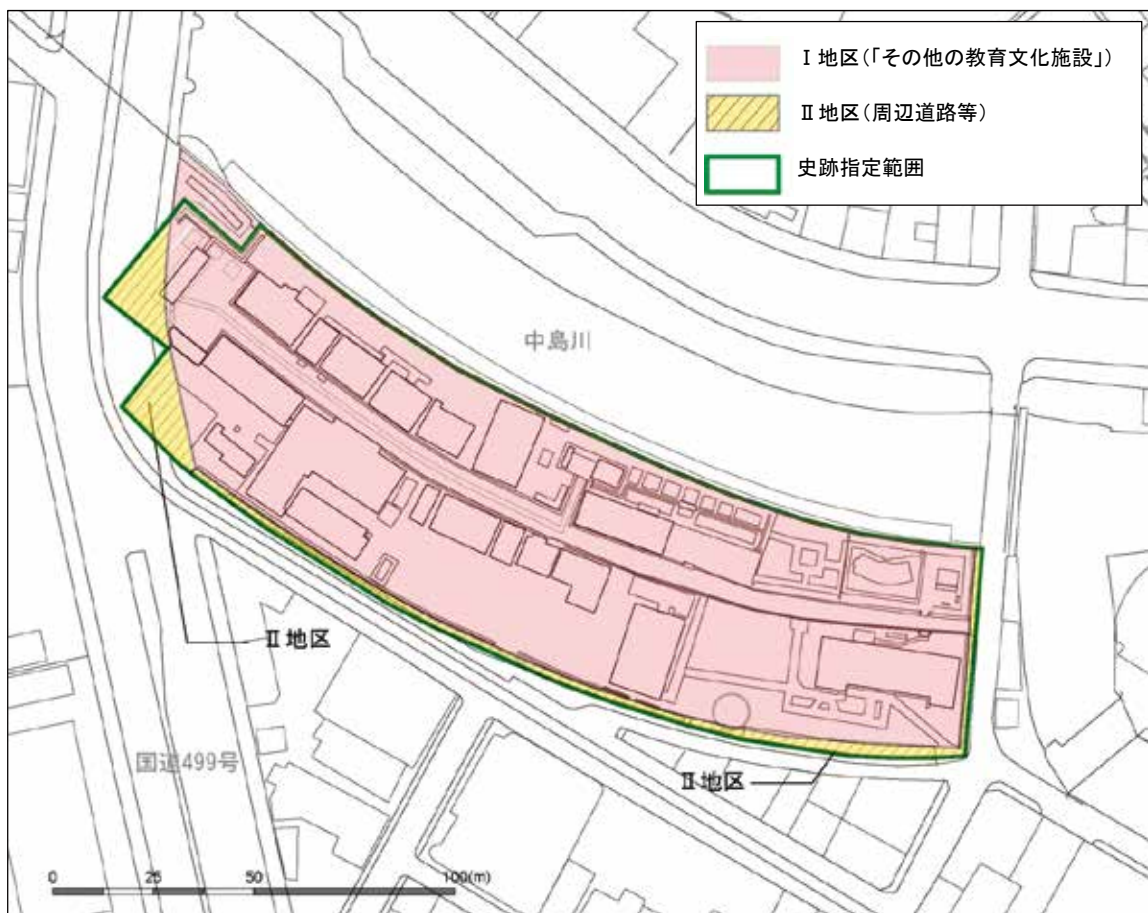 Ⅰ地区(「その他の教育文化施設」)
Ⅱ地区(周辺道路等)
史跡指定範囲
中島川
Ⅱ地区
国道499号
Ⅱ地区
0 25 50 100(m)